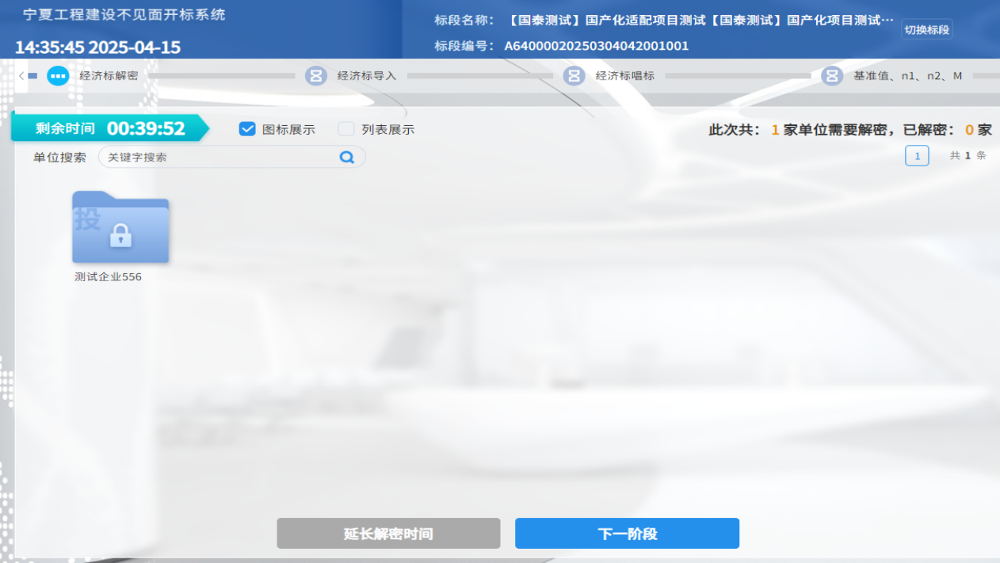 宁夏工程建设不见面开标系统
14:35:45 2025-04-15
标段名称： 【国泰测试】国产化适配项目测试【国泰测试】国产化项目测试…
标段编号： A64000020250304042001001
切换标段
经济标解密
经济标导入
经济标唱标
基准值、n1、n2、M
剩余时间 00:39:52
图标展示
列表展示
此次共： 1 家单位需要解密，已解密： 0 家
单位搜索
关键字搜索
1
共 1 条
投
测试企业556
延长解密时间
下一阶段